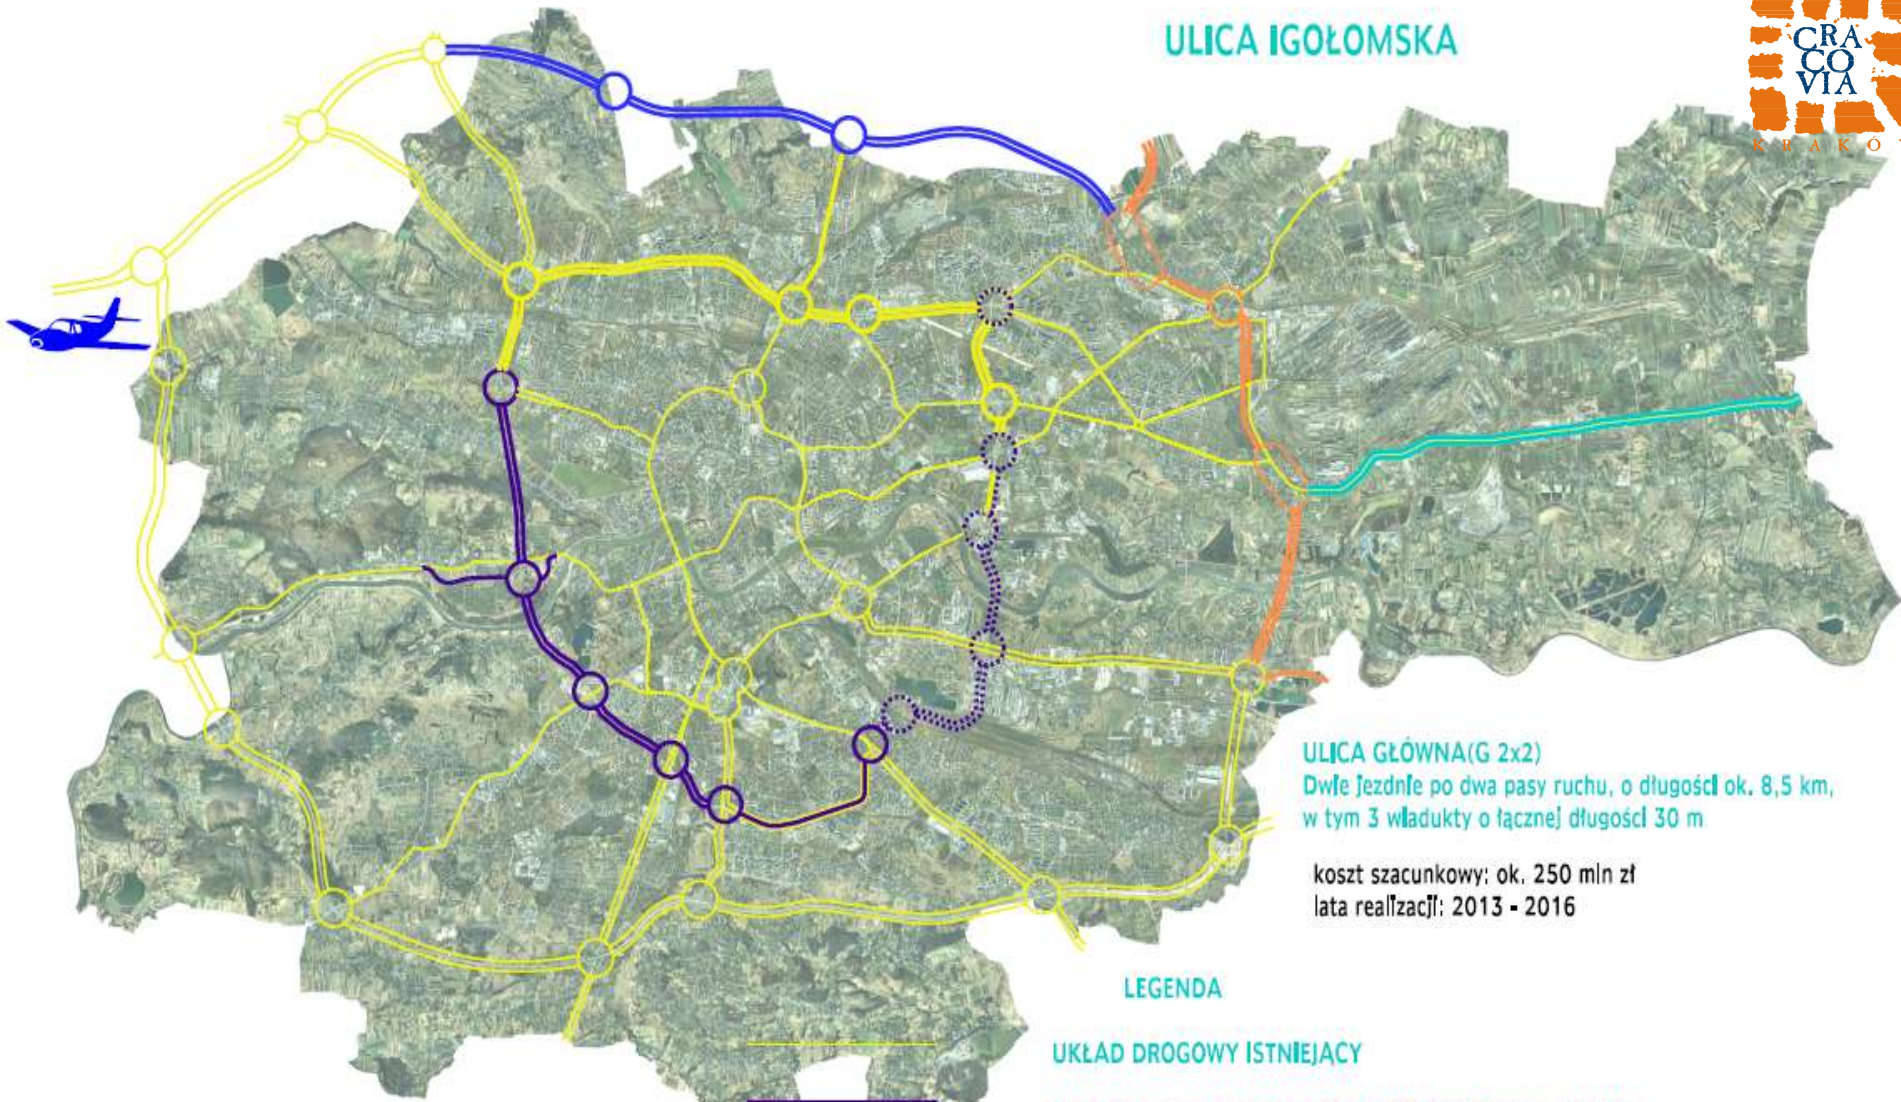 ULICA IGOŁOMSKA
CRA
CO
VIA
KRAKÓ
ULICA GŁÓWNA(G 2x2)
Dwie jezdnie po dwa pasy ruchu, o długości ok. 8,5 km,
w tym 3 wiadukty o łącznej długości 30 m
koszt szacunkowy: ok. 250 mln zł
lata realizacji: 2013 - 2016
LEGENDA
UKŁAD DROGOWY ISTNIEJĄCY